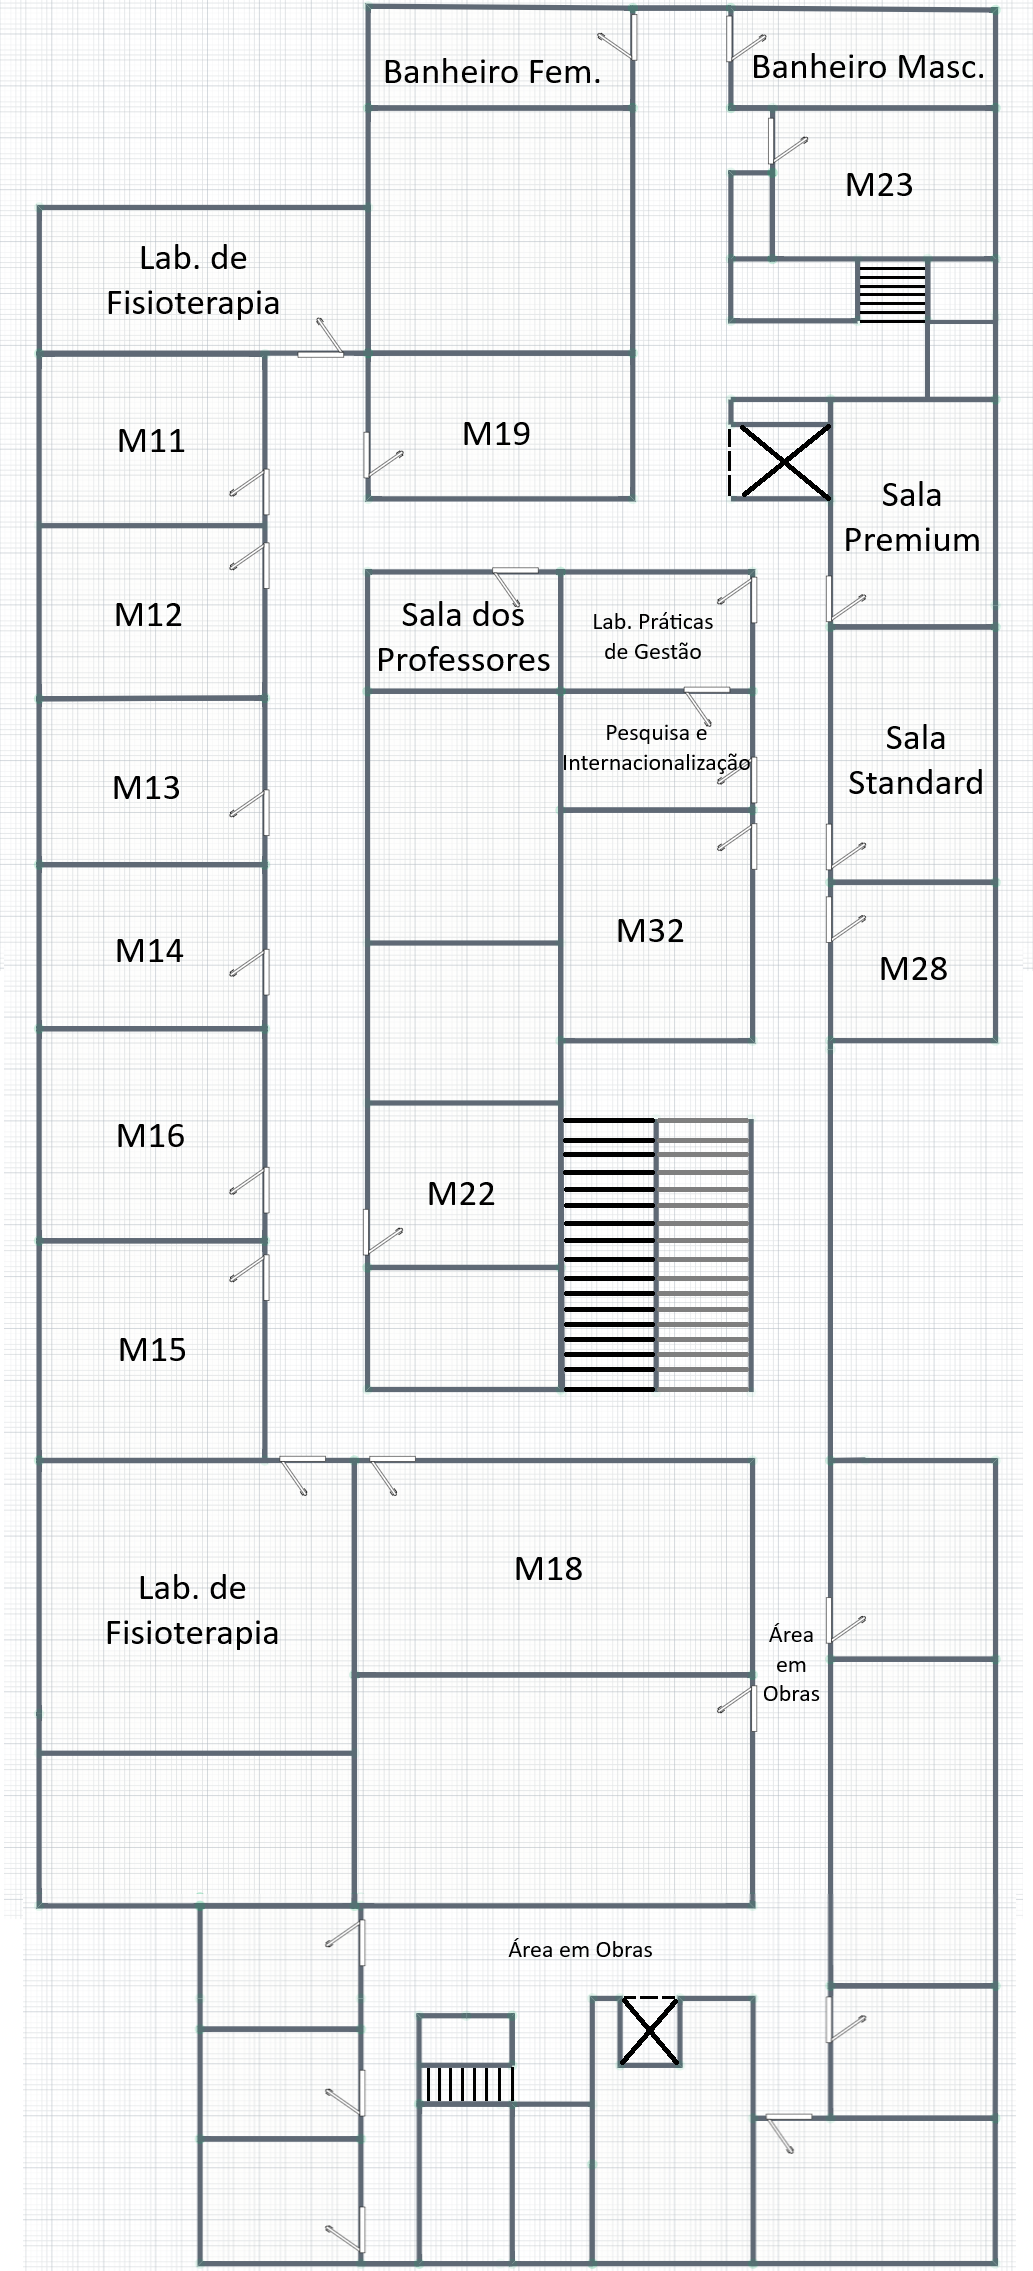 Banheiro Fem.
Banheiro Masc.
M23
Lab. de
Fisioterapia
M11
M19
Sala
Premium
M12
Sala dos
Professores
Lab. Práticas
de Gestão
Pesquisa e
Internacionalização
Sala
Standard
M13
M14
M32
M28
M16
M22
M15
Lab. de
Fisioterapia
M18
Área
em
Obras
Área em Obras